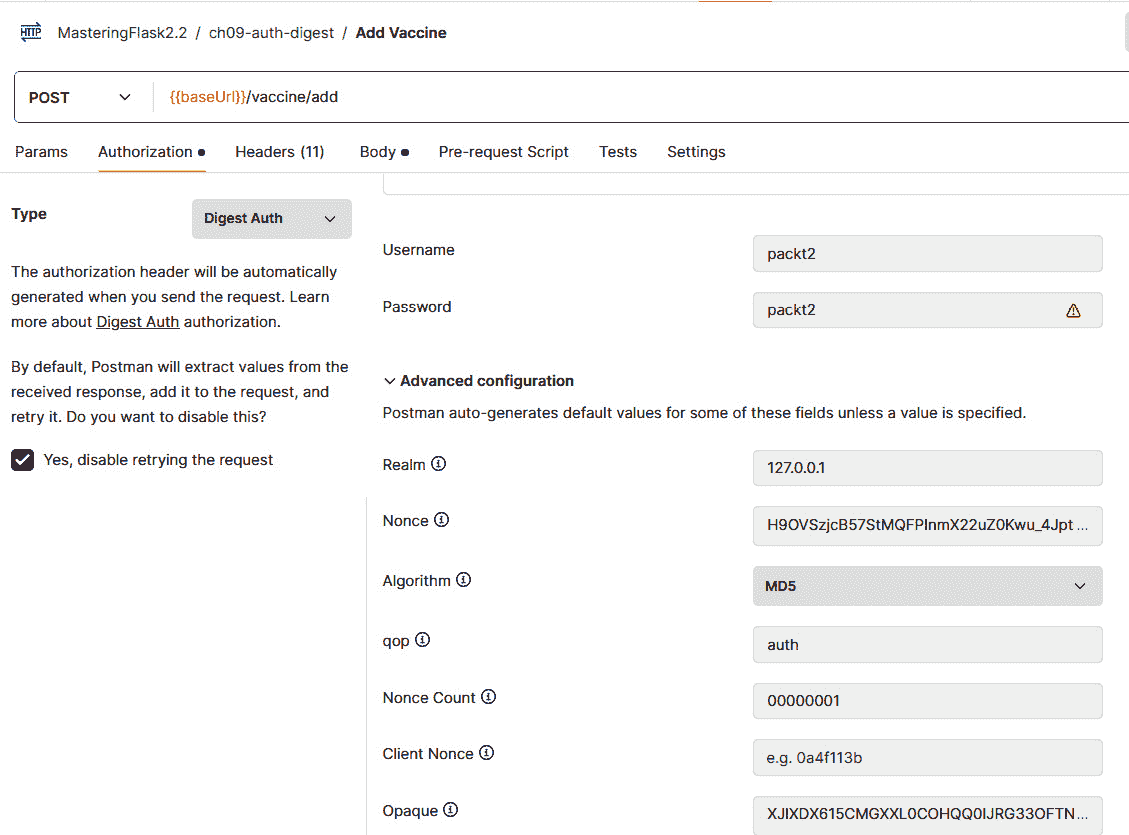 HTTP MasteringFlask2.2 / ch09-auth-digest / Add Vaccine
POST {{baseUrl}}/vaccine/add
Params Authorization Headers (11) Body Pre-request Script Tests Settings
Type Digest Auth
The authorization header will be automatically
generated when you send the request. Learn
more about Digest Auth authorization.
By default, Postman will extract values from the
received response, add it to the request, and
retry it. Do you want to disable this?
Yes, disable retrying the request
Username packt2
Password packt2
Advanced configuration
Postman auto-generates default values for some of these fields unless a value is specified.
Realm 127.0.0.1
Nonce H9OVSzjcB57StMQFPInmX22uZ0Kwu_4Jpt ...
Algorithm MD5
qop auth
Nonce Count 00000001
Client Nonce e.g. 0a4f113b
Opaque XJIXDX615CMGXXL0COHQQ0IJRG33OFTN...